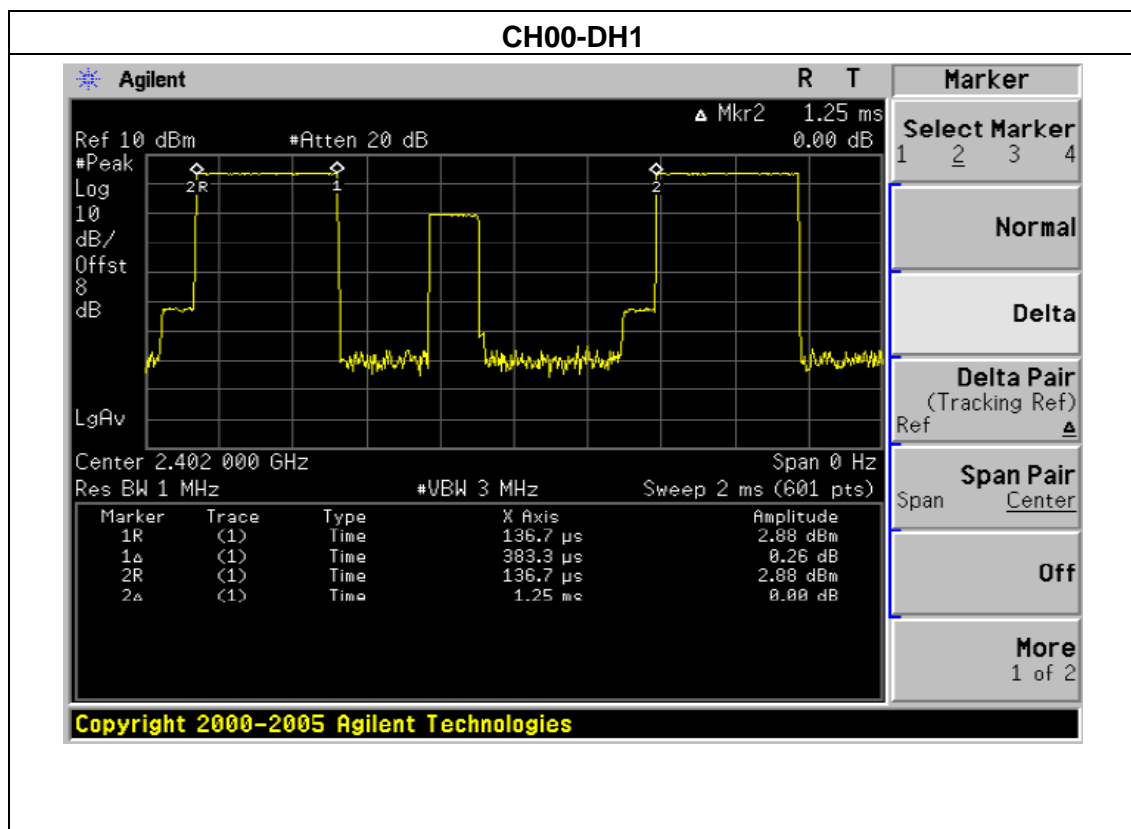 CH00-DH1
Agilent R T
Marker
Δ Mkr2 1.25 ms
Ref 10 dBm #Atten 20 dB 0.00 dB
#Peak
Log
10
dB/
Offst
8
dB
LgAv
2R 1 2
Center 2.402 000 GHz Span 0 Hz
Res BW 1 MHz #VBW 3 MHz Sweep 2 ms (601 pts)
Marker Trace Type X Axis Amplitude
1R (1) Time 136.7 µs 2.88 dBm
1Δ (1) Time 383.3 µs 0.26 dB
2R (1) Time 136.7 µs 2.88 dBm
2Δ (1) Time 1.25 ms 0.00 dB
Select Marker
1 2 3 4
Normal
Delta
Delta Pair
(Tracking Ref)
Ref Δ
Span Pair
Span Center
Off
More
1 of 2
Copyright 2000-2005 Agilent Technologies